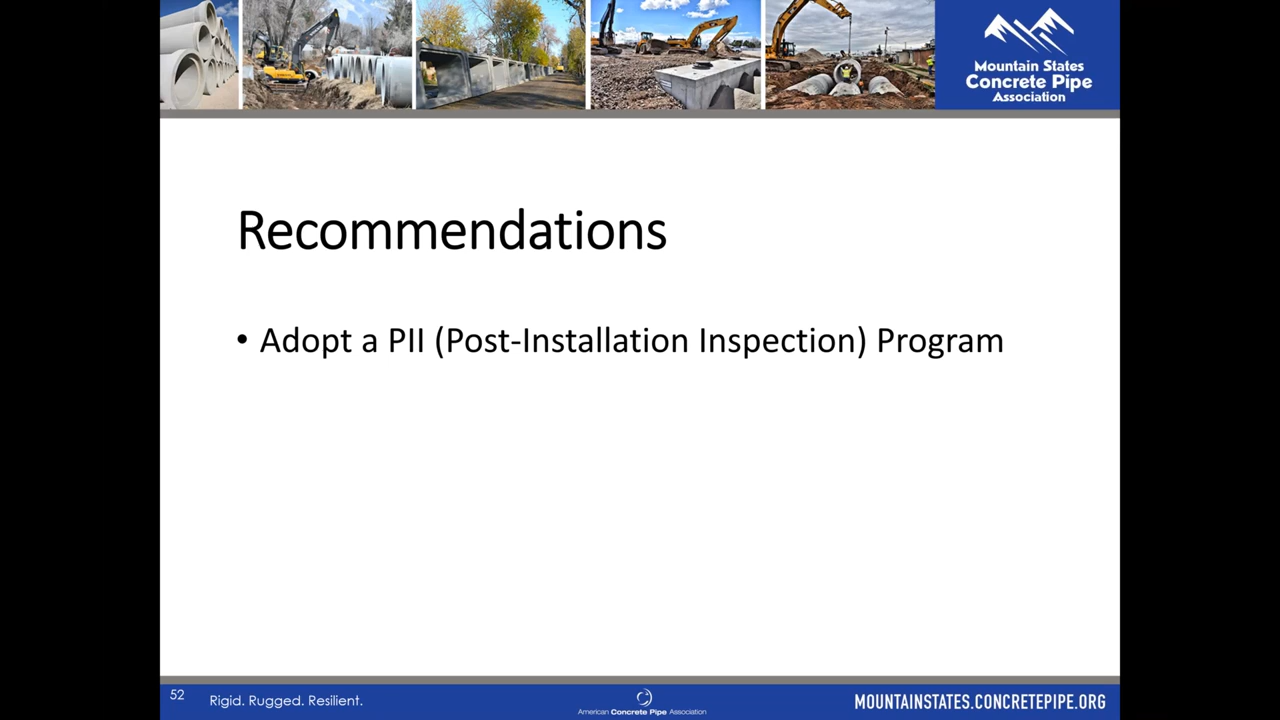 Mountain States
Concrete Pipe
Association
Recommendations
• Adopt a PII (Post-Installation Inspection) Program
52
Rigid. Rugged. Resilient.
American Concrete Pipe Association
MOUNTAINSTATES.CONCRETEPIPE.ORG